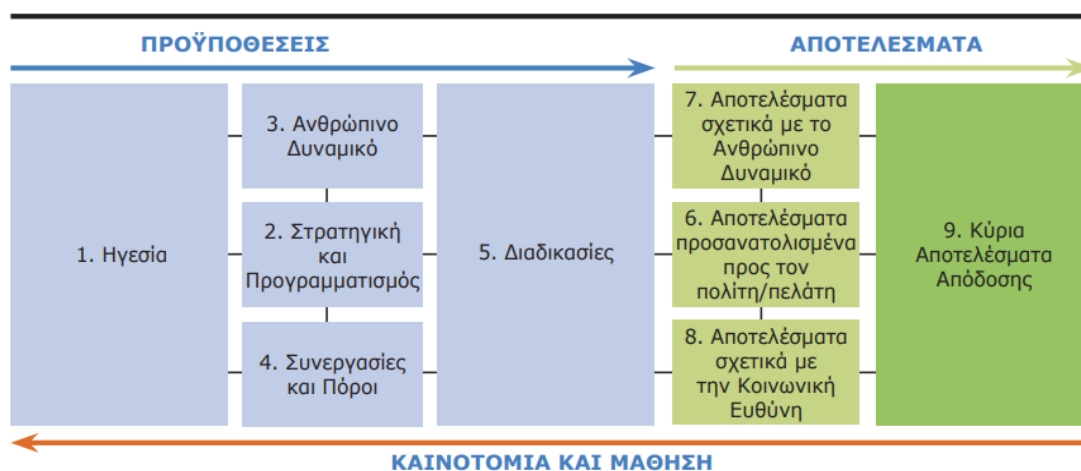 ΠΡΟΫΠΟΘΕΣΕΙΣ
ΑΠΟΤΕΛΕΣΜΑΤΑ
1. Ηγεσία
3. Ανθρώπινο
Δυναμικό
2. Στρατηγική
και
Προγραμματισμός
4. Συνεργασίες
και Πόροι
5. Διαδικασίες
7. Αποτελέσματα
σχετικά με το
Ανθρώπινο
Δυναμικό
6. Αποτελέσματα
προσανατολισμένα
προς τον
πολίτη/πελάτη
8. Αποτελέσματα
σχετικά με
την Κοινωνική
Ευθύνη
9. Κύρια
Αποτελέσματα
Απόδοσης
ΚΑΙΝΟΤΟΜΙΑ ΚΑΙ ΜΑΘΗΣΗ